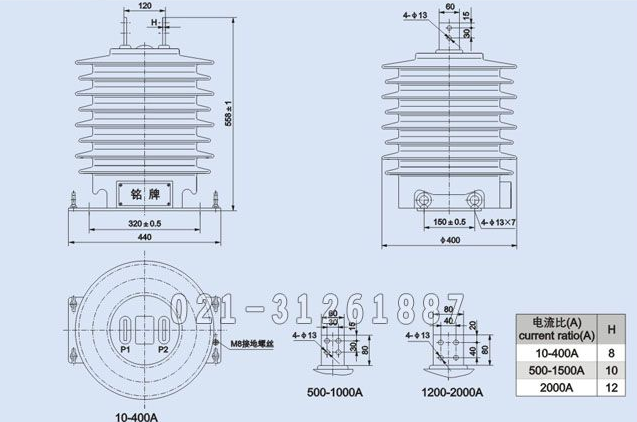 120
H
558±1
铭牌
320±0.5
440
60
4-φ13
15
30
150±0.5
4-φ13×7
φ400
021-31261887
P1
P2
M8接地螺丝
10-400A
60
30
15
4-φ13
30
80
500-1000A
80
40
20
4-φ13
40
80
1200-2000A
电流比(A) H
current ratio(A)
10-400A 8
500-1500A 10
2000A 12